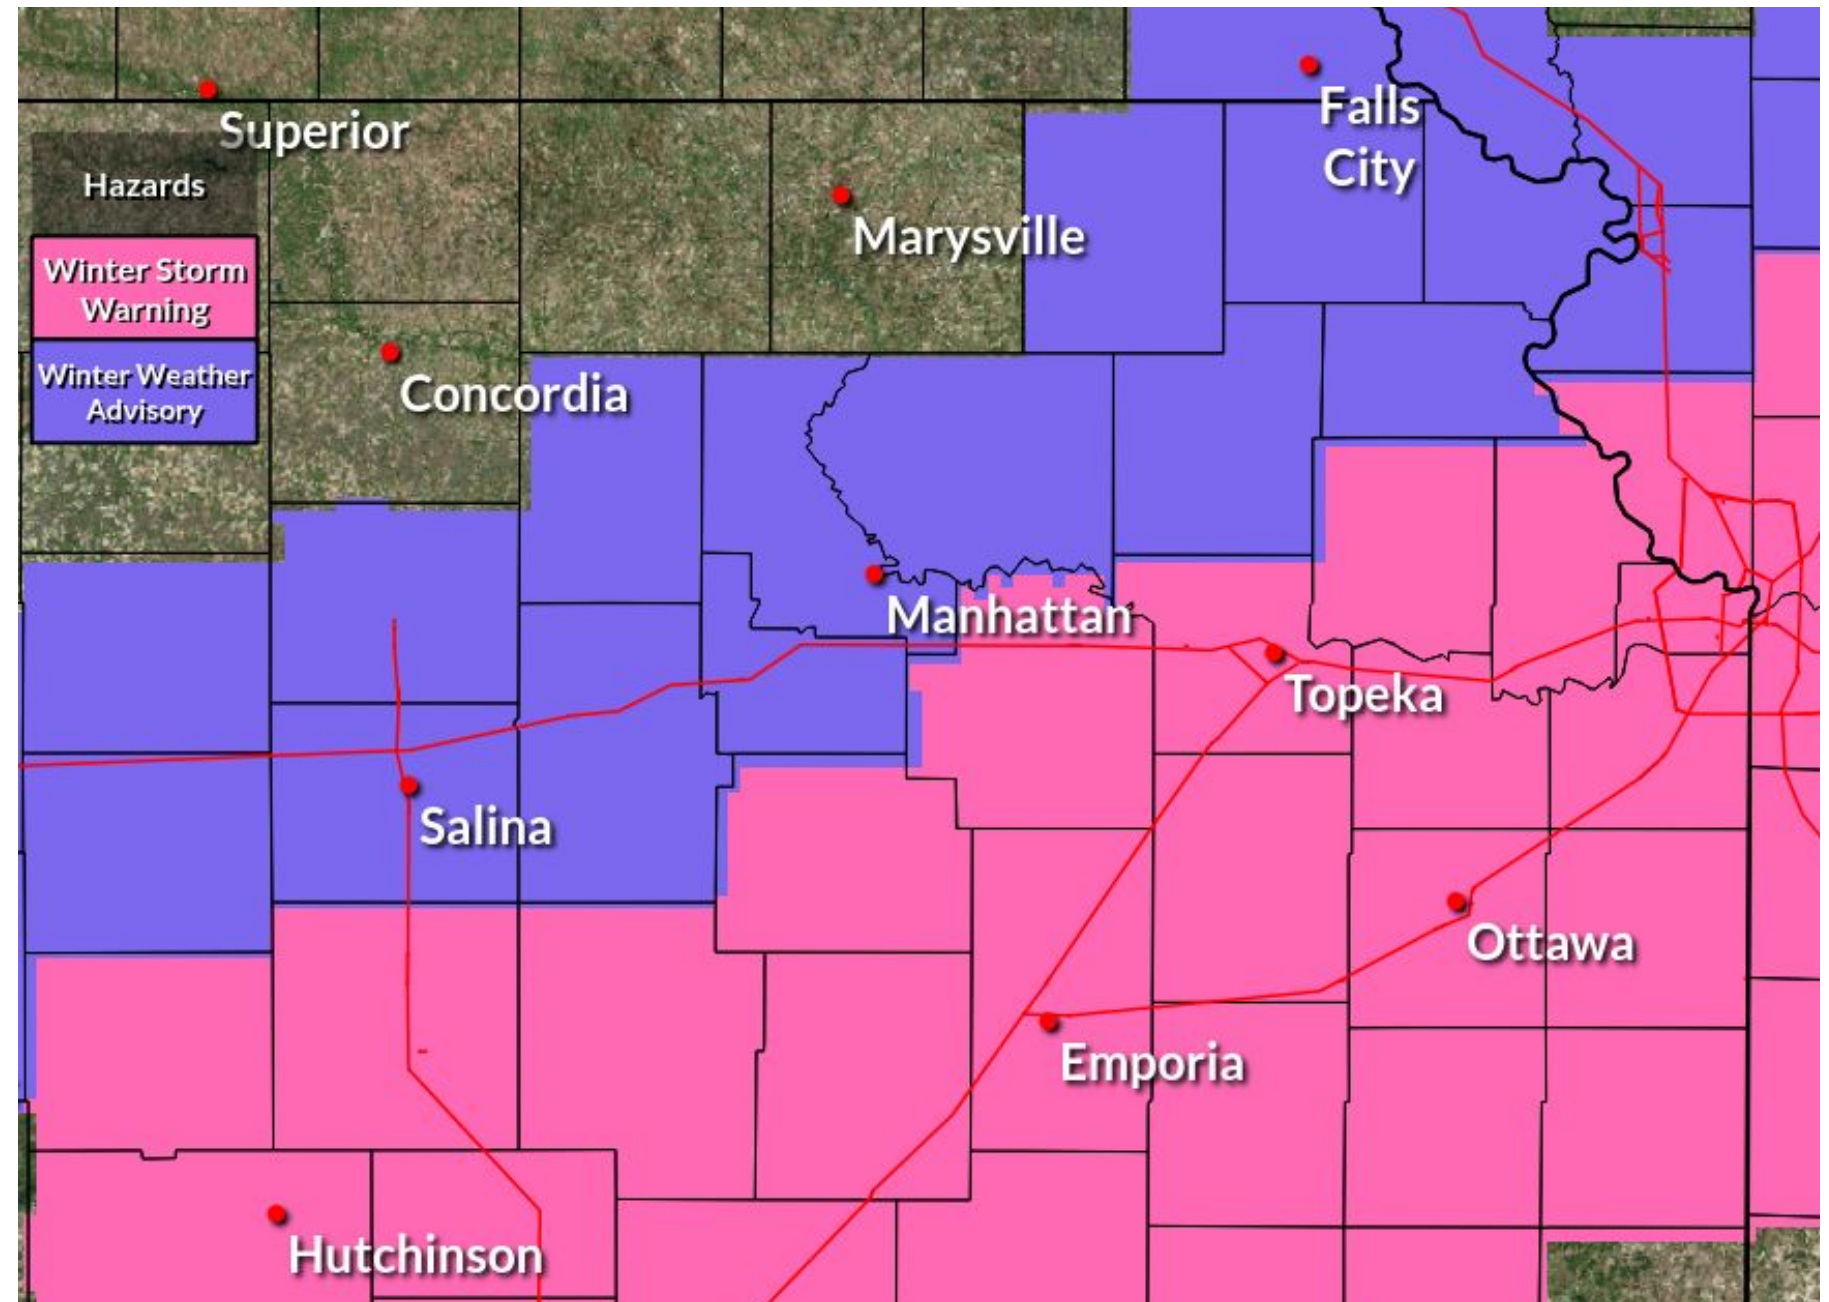 Superior
Falls
City
Hazards
Marysville
Winter Storm
Warning
Winter Weather
Advisory
Concordia
Manhattan
Topeka
Salina
Ottawa
Emporia
Hutchinson